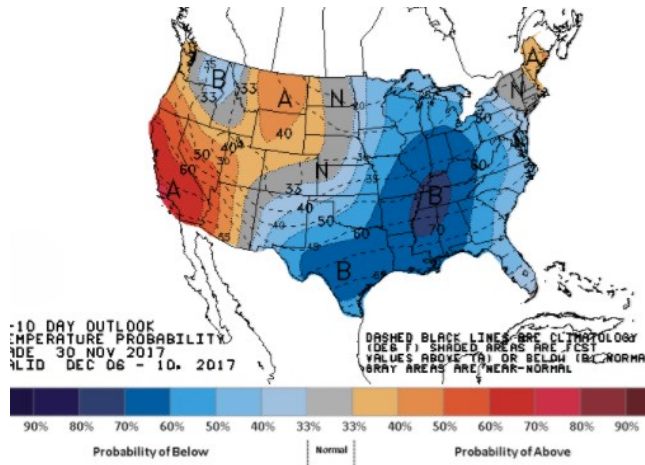 A
B
33
33
A
N
A
N
40
50
40
60
A
N
33
40
50
60
B
70
B
50
60
-10 DAY OUTLOOK
EMPERATURE PROBABILITY
ADE 30 NOV 2017
ALID DEC 06 - 10, 2017
DASHED BLACK LINES ARE CLIMATOLOGY
(DEG F) SHADED AREAS ARE FCST
VALUES ABOVE (A) OR BELOW (B) NORMA
GRAY AREAS ARE NEAR-NORMAL
90% 80% 70% 60% 50% 40% 33% 33% 40% 50% 60% 70% 80% 90%
Probability of Below Normal Probability of Above